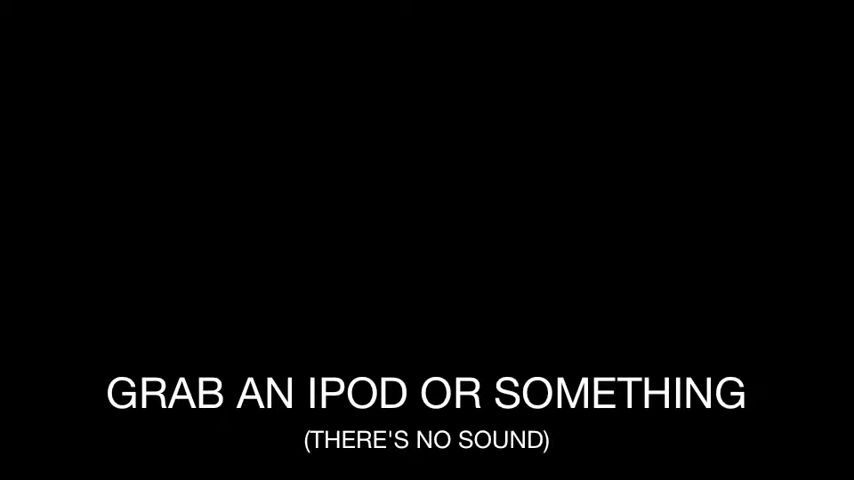 GRAB AN IPOD OR SOMETHING
(THERE'S NO SOUND)